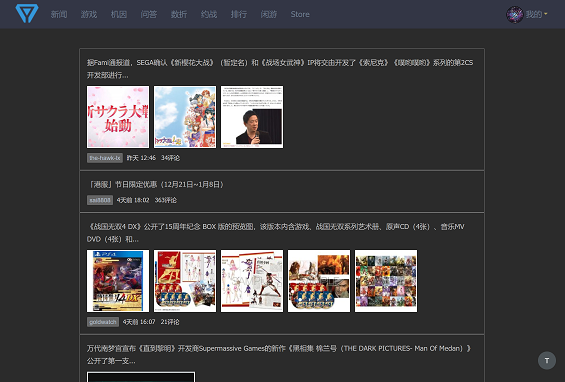 新闻 游戏 机因 问答 数折 约战 排行 闲游 Store 我的
据Fami通报道，SEGA确认《新樱花大战》（暂定名）和《战场女武神》IP将交由开发了《索尼克》《噗哟噗哟》系列的第2CS
开发部进行...
新サクラ大戦
始動
the-hawk-ix 昨天 12:46 34评论
「港服」节日限定优惠（12月21日~1月8日）
xai8808 4天前 18:02 363评论
《战国无双4 DX》公开了15周年纪念 BOX 版的预览图，该版本内含游戏、战国无双系列艺术册、原声CD（4张）、音乐MV
DVD（4张）和...
goldwatch 4天前 16:07 21评论
万代南梦宫宣布《直到黎明》开发商Supermassive Games的新作《黑相集 棉兰号（THE DARK PICTURES- Man Of Medan）》
公开了第一支...
T